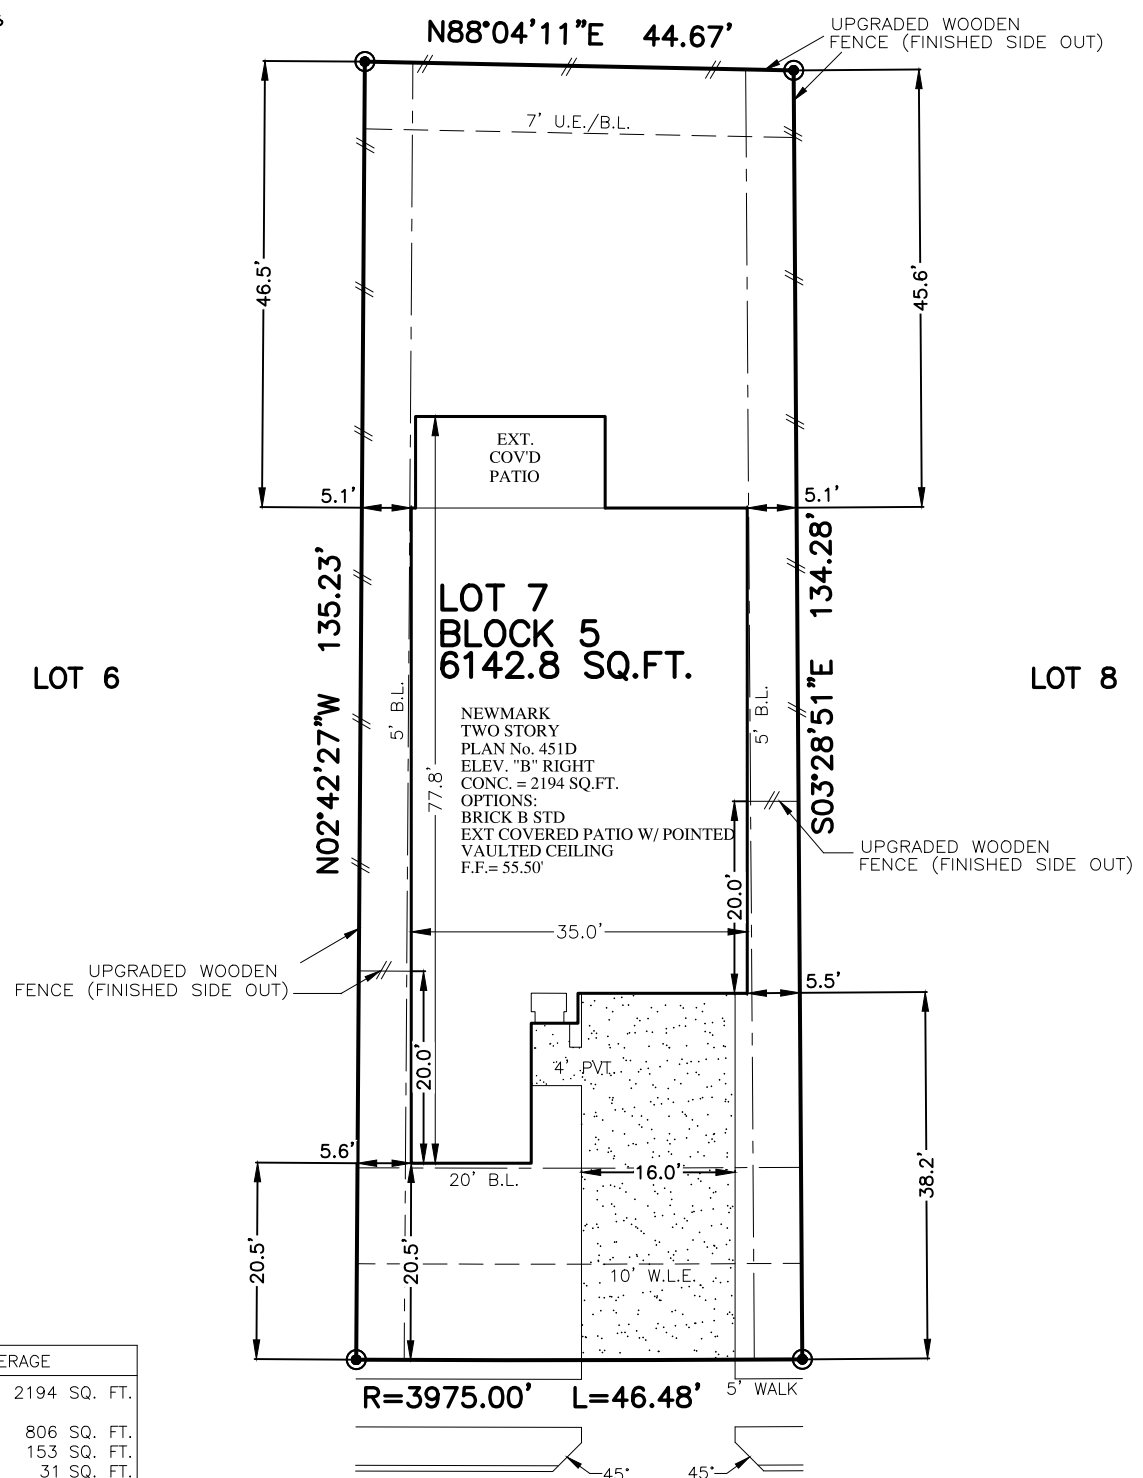 N88°04'11"E 44.67'
UPGRADED WOODEN
FENCE (FINISHED SIDE OUT)
7' U.E./B.L.
46.5'
45.6'
EXT.
COV'D
PATIO
5.1'
5.1'
N02°42'27"W 135.23'
S03°28'51"E 134.28'
LOT 7
BLOCK 5
6142.8 SQ.FT.
LOT 6
LOT 8
5' B.L.
5' B.L.
77.8'
NEWMARK
TWO STORY
PLAN No. 451D
ELEV. "B" RIGHT
CONC. = 2194 SQ.FT.
OPTIONS:
BRICK B STD
EXT COVERED PATIO W/ POINTED
VAULTED CEILING
F.F.= 55.50'
UPGRADED WOODEN
FENCE (FINISHED SIDE OUT)
20.0'
35.0'
UPGRADED WOODEN
FENCE (FINISHED SIDE OUT)
5.5'
20.0'
4' PVT.
5.6'
20' B.L.
16.0'
38.2'
20.5'
20.5'
10' W.L.E.
R=3975.00' L=46.48'
5' WALK
45°
45°
ERAGE
2194 SQ. FT.
806 SQ. FT.
153 SQ. FT.
31 SQ. FT.